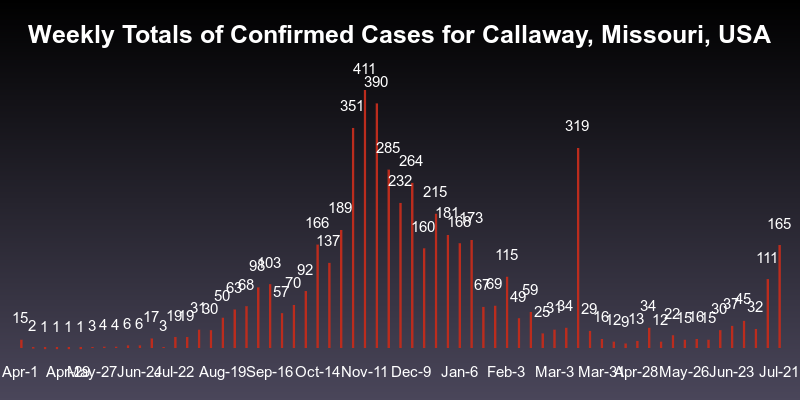 Weekly Totals of Confirmed Cases for Callaway, Missouri, USA
15 2 1 1 1 1 3 4 4 6 6 17 3 19 19 31 30 50 63 68 98 103 57 70 92 166 137 189 351 411 390 285 232 264 160 215 181 168 173 67 69 115 49 59 25 31 34 319 29 16 12 9 13 34 12 22 15 16 15 30 37 45 32 111 165
Apr-1 Apr-29 May-27 Jun-24 Jul-22 Aug-19 Sep-16 Oct-14 Nov-11 Dec-9 Jan-6 Feb-3 Mar-3 Mar-31 Apr-28 May-26 Jun-23 Jul-21